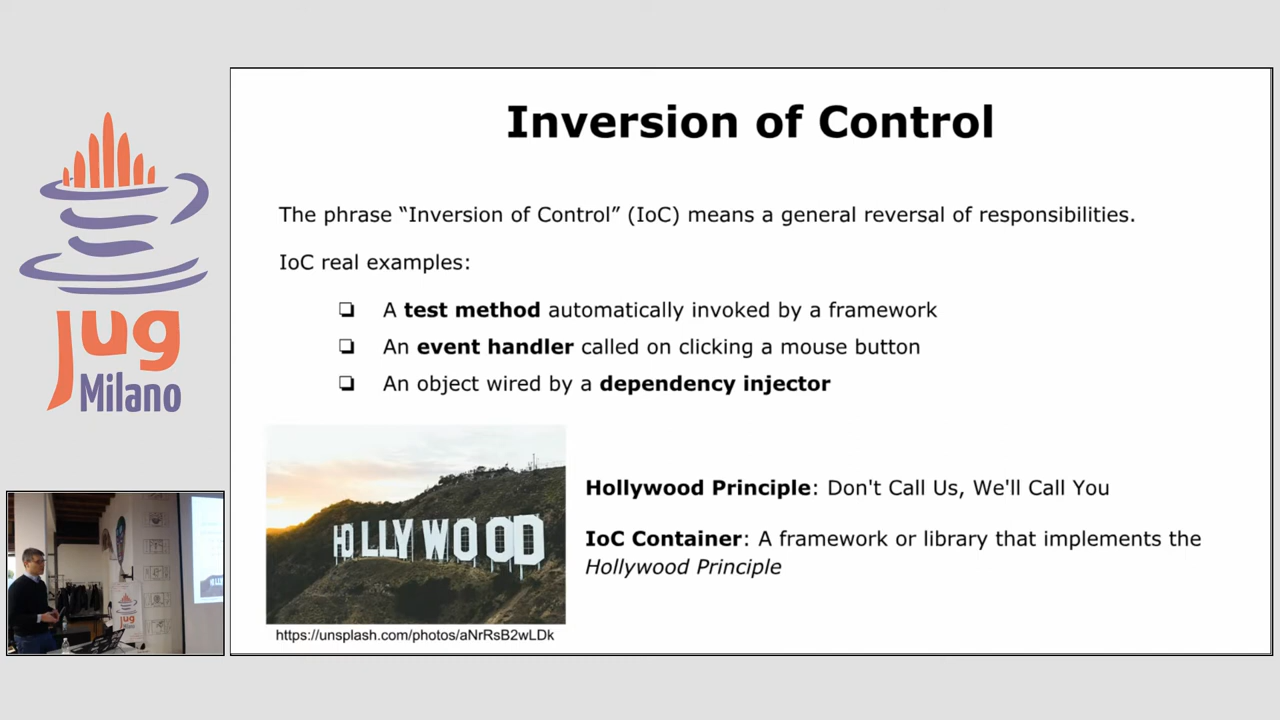 Inversion of Control
The phrase “Inversion of Control” (IoC) means a general reversal of responsibilities.
IoC real examples:
❏ A test method automatically invoked by a framework
❏ An event handler called on clicking a mouse button
❏ An object wired by a dependency injector
HOLLYWOOD
Hollywood Principle: Don't Call Us, We'll Call You
IoC Container: A framework or library that implements the
Hollywood Principle
https://unsplash.com/photos/aNrRsB2wLDk
jug
Milano
jug
Milano